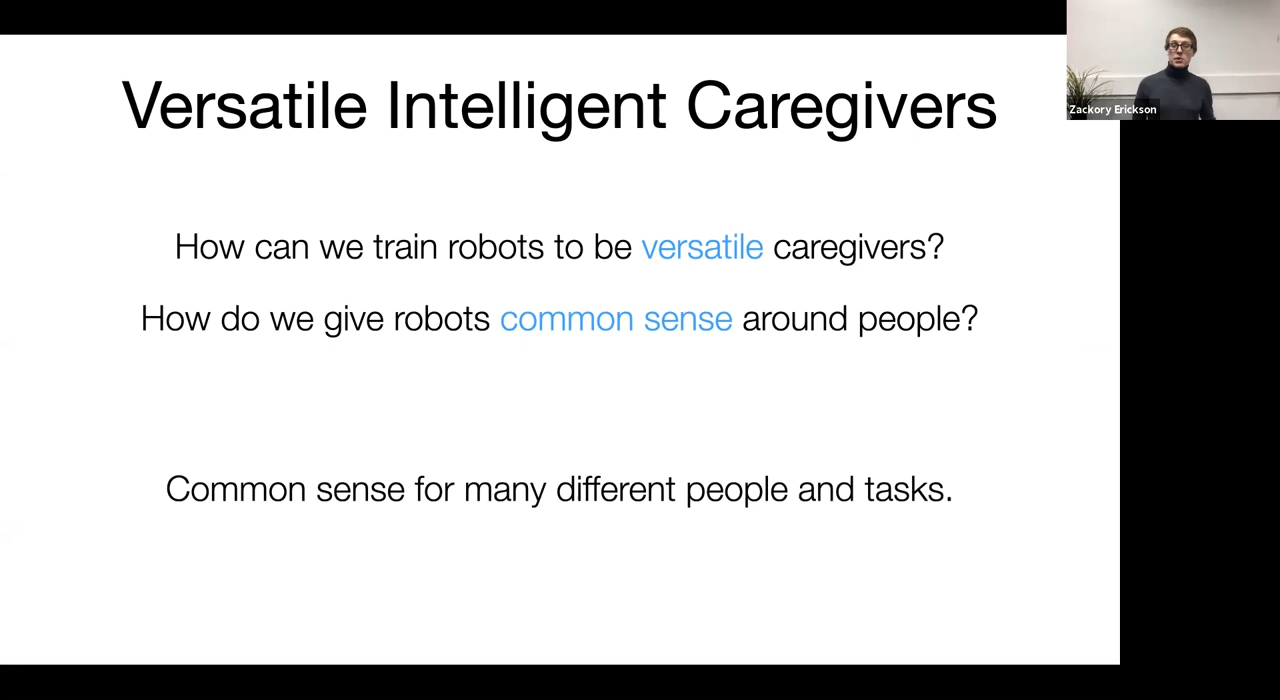 Versatile Intelligent Caregivers
Zackory Erickson
How can we train robots to be versatile caregivers?
How do we give robots common sense around people?
Common sense for many different people and tasks.